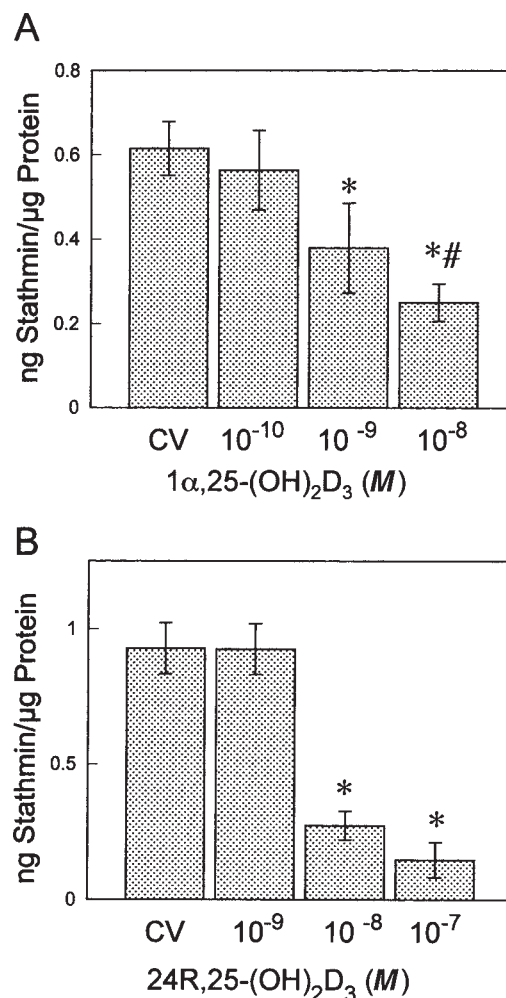 A
ng Stathmin/µg Protein
0.8
0.6
0.4
0.2
0
*
*#
CV 10⁻¹⁰ 10⁻⁹ 10⁻⁸
1α,25-(OH)₂D₃ (M)
B
ng Stathmin/µg Protein
1
0.5
0
*
*
CV 10⁻⁹ 10⁻⁸ 10⁻⁷
24R,25-(OH)₂D₃ (M)